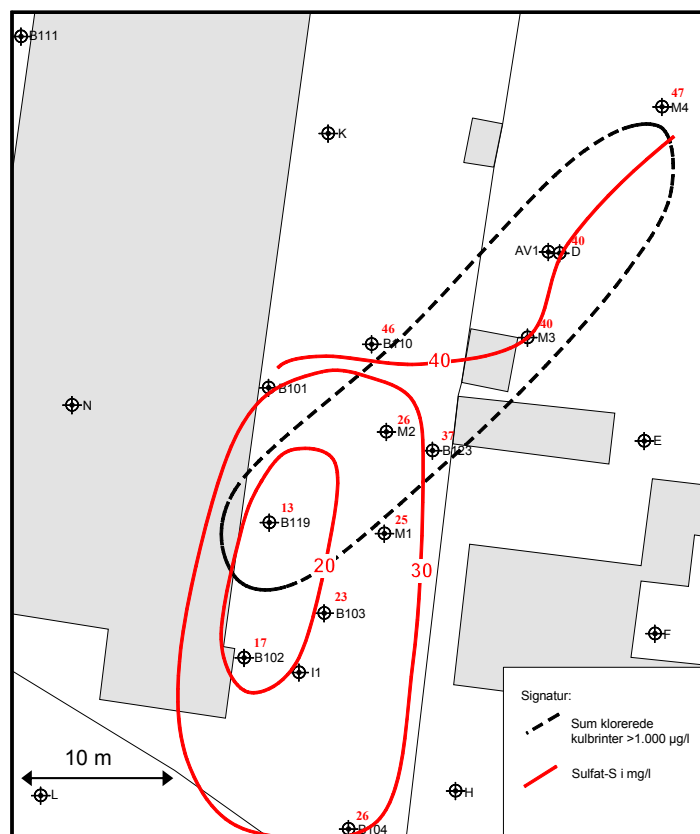 B111
47
M4
K
AV1
40
D
46
B110
40
M3
40
B101
N
26
M2
37
B123
E
13
B119
25
M1
20
30
23
B103
F
17
B102
I1
Signatur:
Sum klorerede
kulbrinter >1.000 µg/l
Sulfat-S i mg/l
10 m
L
H
26
B104